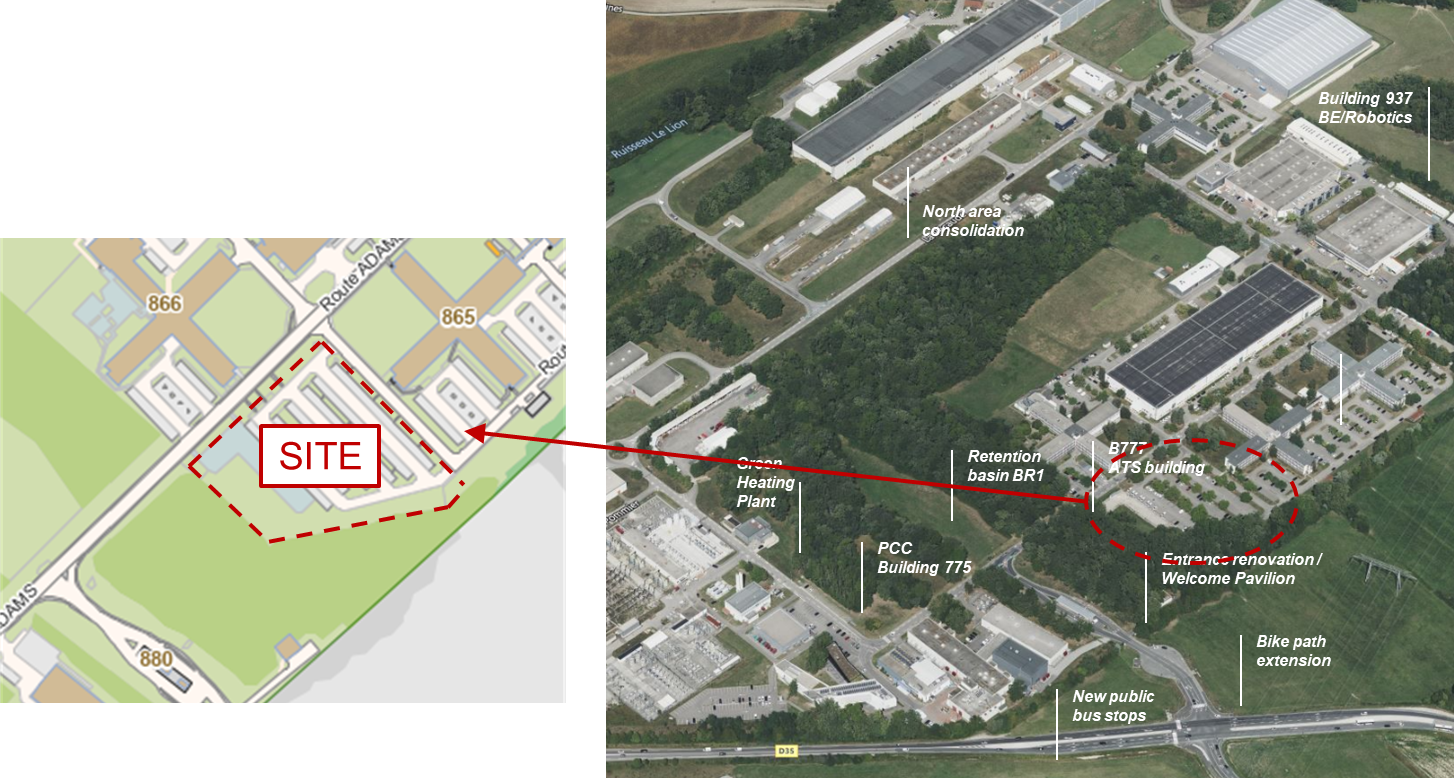 866
Route ADAMS
865
Route
SITE
ADAMS
880
Ruisseau Le Lion
Building 937
BE/Robotics
North area
consolidation
Green
Heating
Plant
Retention
basin BR1
B777
ATS building
PCC
Building 775
Entrance renovation /
Welcome Pavilion
Bike path
extension
New public
bus stops
D35